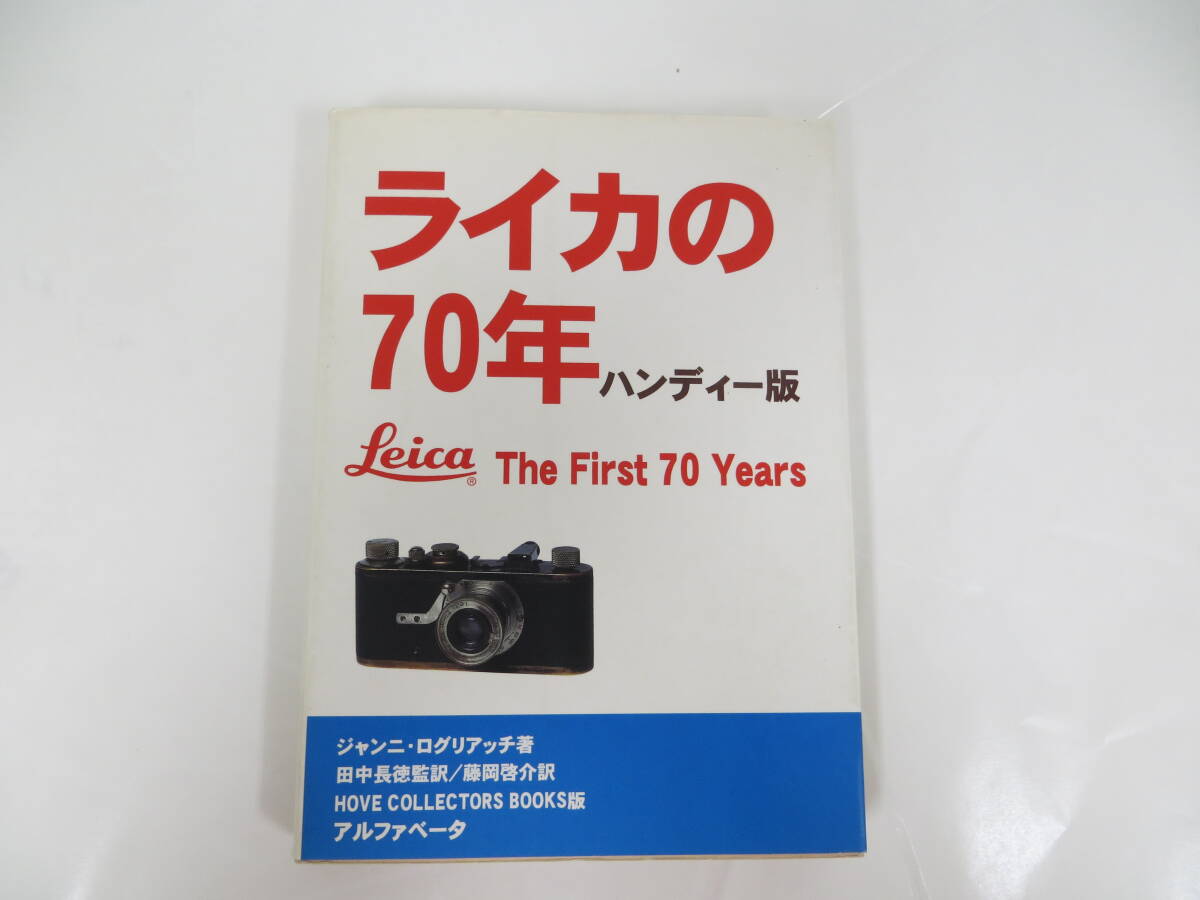 ライカの
70年 ハンディー版
Leica® The First 70 Years
ジャンニ・ログリアッチ著
田中長徳監訳／藤岡啓介訳
HOVE COLLECTORS BOOKS版
アルファベータ